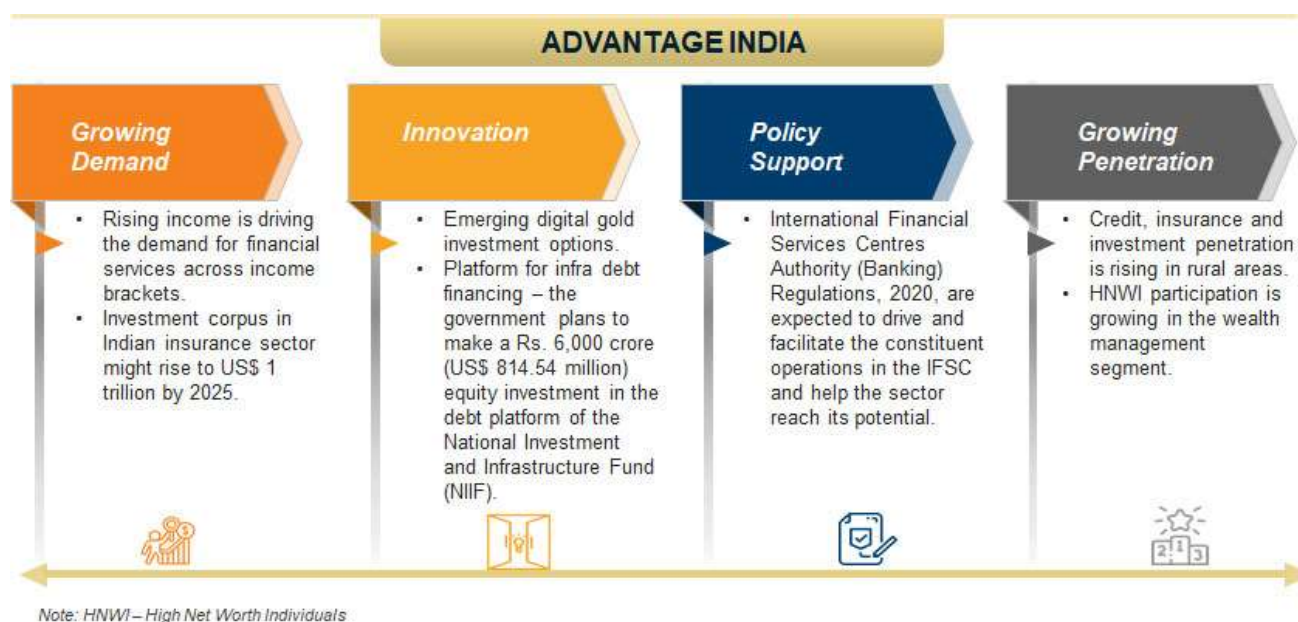 ADVANTAGE INDIA
Growing
Demand
• Rising income is driving
the demand for financial
services across income
brackets.
• Investment corpus in
Indian insurance sector
might rise to US$ 1
trillion by 2025.
Innovation
• Emerging digital gold
investment options.
• Platform for infra debt
financing – the
government plans to
make a Rs. 6,000 crore
(US$ 814.54 million)
equity investment in the
debt platform of the
National Investment
and Infrastructure Fund
(NIIF).
Policy
Support
• International Financial
Services Centres
Authority (Banking)
Regulations, 2020, are
expected to drive and
facilitate the constituent
operations in the IFSC
and help the sector
reach its potential.
Growing
Penetration
• Credit, insurance and
investment penetration
is rising in rural areas.
• HNWI participation is
growing in the wealth
management
segment.
$
2 1 3
Note: HNWI – High Net Worth Individuals